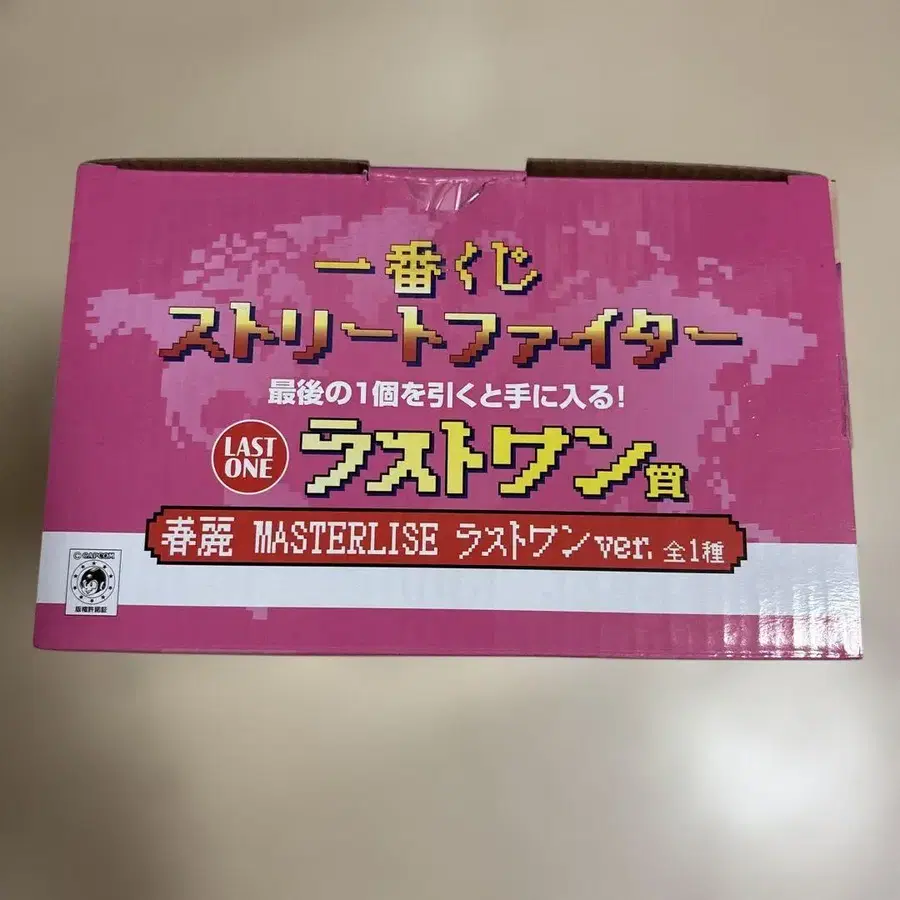 一番くじ
ストリートファイター
最後の1個を引くと手に入る!
LAST
ONE
ラストワン賞
春麗 MASTERLISE ラストワンver. 全1種
©CAPCOM
版権許諾証